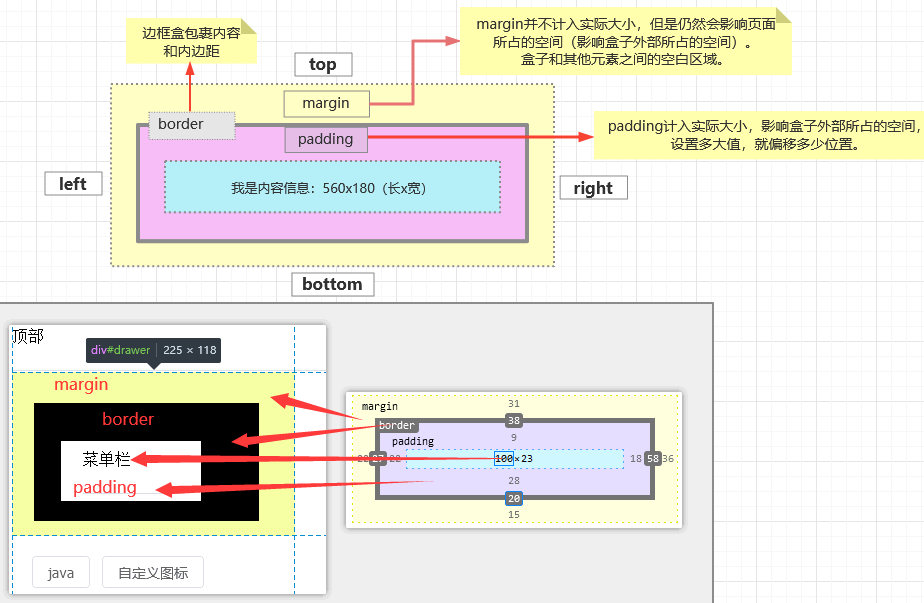 边框盒包裹内容
和内边距
margin并不计入实际大小，但是仍然会影响页面
所占的空间（影响盒子外部所占的空间）。
盒子和其他元素之间的空白区域。
top
margin
border
padding
padding计入实际大小，影响盒子外部所占的空间,
设置多大值，就偏移多少位置。
left
我是内容信息：560x180（长x宽）
right
bottom
顶部
div#drawer 225 × 118
margin
border
菜单栏
padding
java
自定义图标
margin
31
border
38
padding
9
100×23
18
58
36
28
20
15